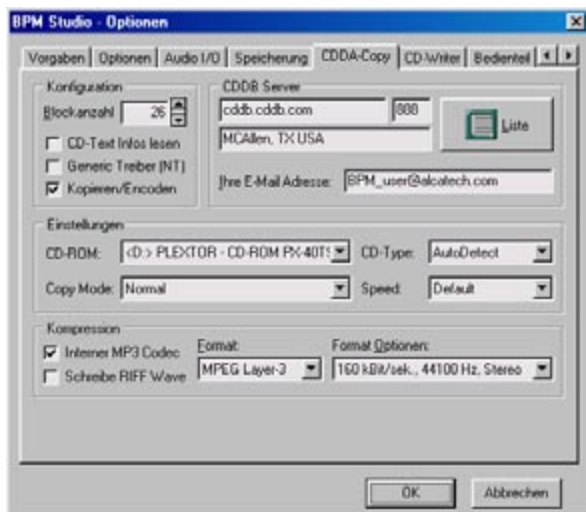 BPM Studio - Optionen
Vorgaben Optionen Audio I/O Speicherung CDDA-Copy CD-Writer Bedienteil
Konfiguration
Blockanzahl 26
CD-Text Infos lesen
Generic Treiber (NT)
Kopieren/Encoden
CDDB Server
cddb.cddb.com 888
MCAllen, TX USA
Liste
Ihre E-Mail Adresse: BPM_user@alcatech.com
Einstellungen
CD-ROM: <D:> PLEXTOR - CD-ROM PX-40TS CD-Type: AutoDetect
Copy Mode: Normal Speed: Default
Kompression
Interner MP3 Codec
Schreibe RIFF Wave
Format: Format Optionen:
MPEG Layer-3 160 kBit/sek., 44100 Hz, Stereo
OK Abbrechen